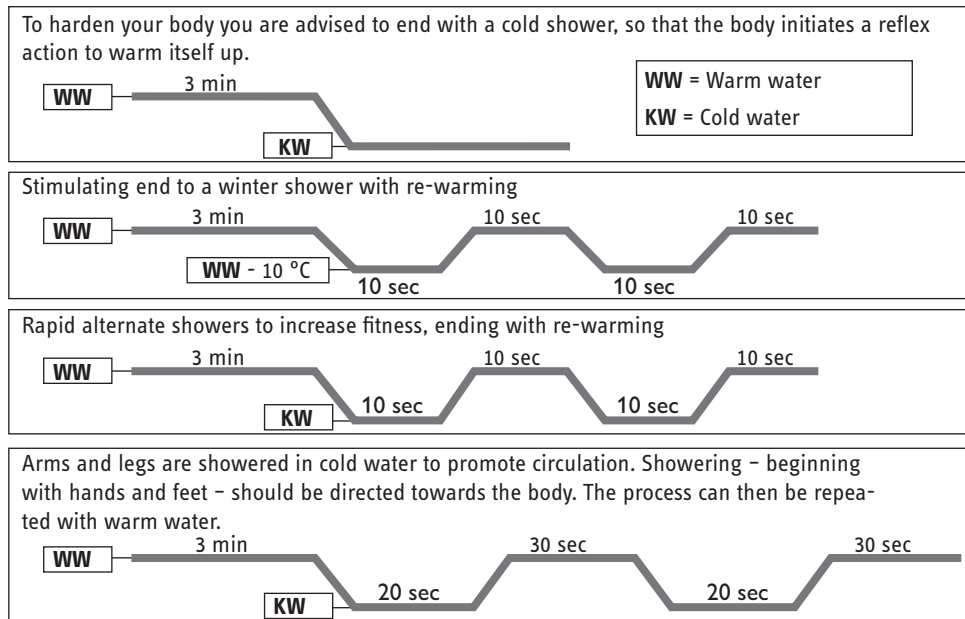 To harden your body you are advised to end with a cold shower, so that the body initiates a reflex
action to warm itself up.
WW = Warm water
KW = Cold water
3 min
WW
KW
Stimulating end to a winter shower with re-warming
3 min 10 sec 10 sec
WW
WW - 10 °C
10 sec 10 sec
Rapid alternate showers to increase fitness, ending with re-warming
3 min 10 sec 10 sec
WW
10 sec 10 sec
KW
Arms and legs are showered in cold water to promote circulation. Showering – beginning
with hands and feet – should be directed towards the body. The process can then be repea-
ted with warm water.
3 min 30 sec 30 sec
WW
20 sec 20 sec
KW